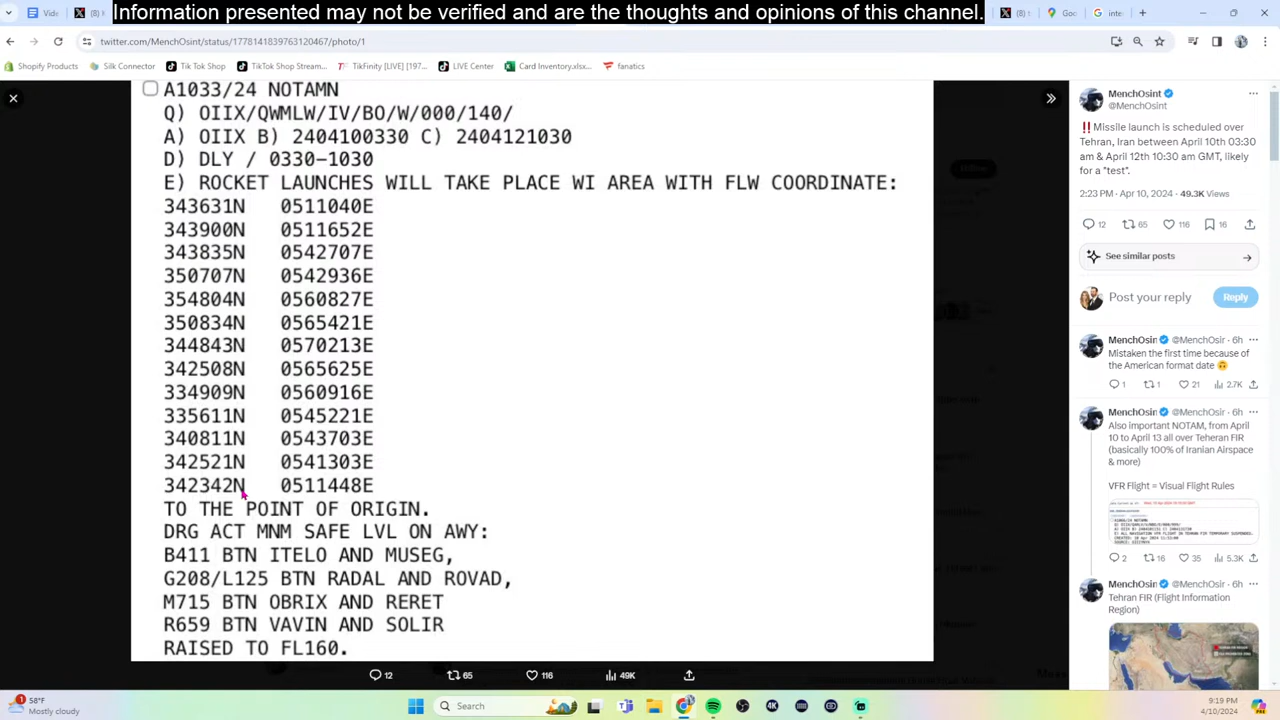 Information presented may not be verified and are the thoughts and opinions of this channel.
twitter.com/MenchOsint/status/1778141839763120467/photo/1
Shopify Products
Silk Connector
Tik Tok Shop
TikTok Shop Stream...
TikFinity [LIVE] [197...
LIVE Center
Card Inventory.xlsx...
fanatics
A1033/24 NOTAMN
Q) OIIX/QWMLW/IV/BO/W/000/140/
A) OIIX B) 2404100330 C) 2404121030
D) DLY / 0330-1030
E) ROCKET LAUNCHES WILL TAKE PLACE WI AREA WITH FLW COORDINATE:
343631N 0511040E
343900N 0511652E
343835N 0542707E
350707N 0542936E
354804N 0560827E
350834N 0565421E
344843N 0570213E
342508N 0565625E
334909N 0560916E
335611N 0545221E
340811N 0543703E
342521N 0541303E
342342N 0511448E
TO THE POINT OF ORIGIN.
DRG ACT MNM SAFE LVL ON AWY:
B411 BTN ITELO AND MUSEG,
G208/L125 BTN RADAL AND ROVAD,
M715 BTN OBRIX AND RERET
R659 BTN VAVIN AND SOLIR
RAISED TO FL160.
12 65 116 49K
MenchOsint
@MenchOsint
‼️Missile launch is scheduled over
Tehran, Iran between April 10th 03:30
am & April 12th 10:30 am GMT, likely
for a "test".
2:23 PM · Apr 10, 2024 · 49.3K Views
12 65 116 16
See similar posts
Post your reply
Reply
MenchOsint @MenchOsir · 6h
Mistaken the first time because of
the American format date 🙃
1 1 21 2.7K
MenchOsint @MenchOsir · 6h
Also important NOTAM, from April
10 to April 13 all over Teheran FIR
(basically 100% of Iranian Airspace
& more)
VFR Flight = Visual Flight Rules
2 16 35 5.3K
MenchOsint @MenchOsir · 6h
Tehran FIR (Flight Information
Region)
58°F
Mostly cloudy
Search
9:19 PM
4/10/2024